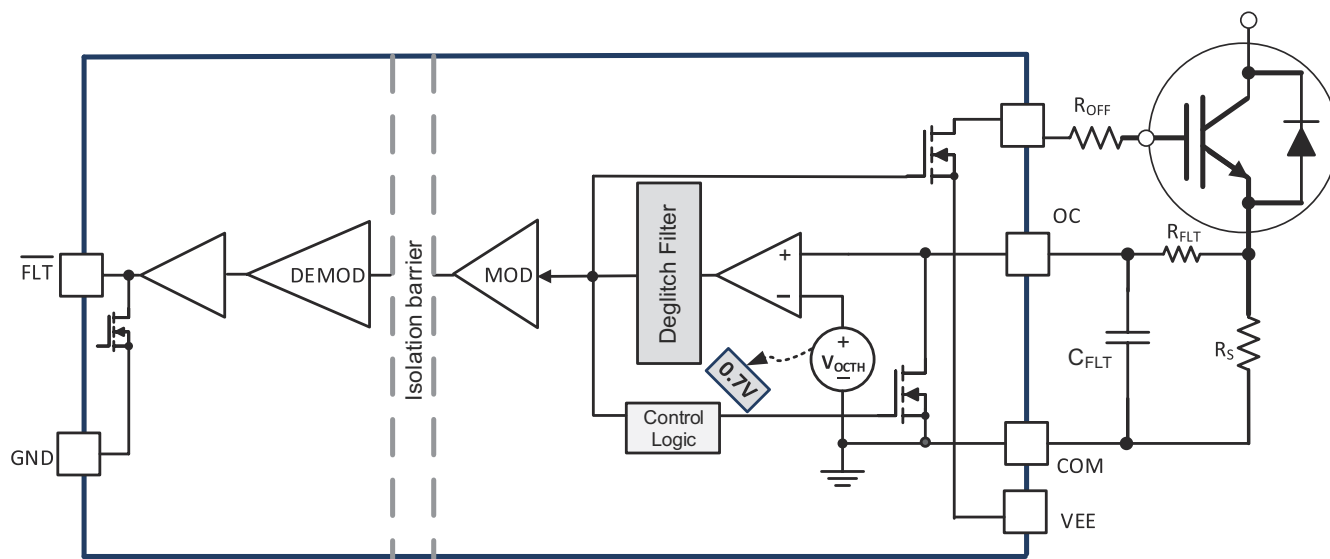 R_OFF
OC
R_FLT
FLT
DEMOD
Isolation barrier
MOD
Deglitch Filter
+
−
+
V_OCTH
−
0.7V
C_FLT
R_S
Control
Logic
GND
COM
VEE